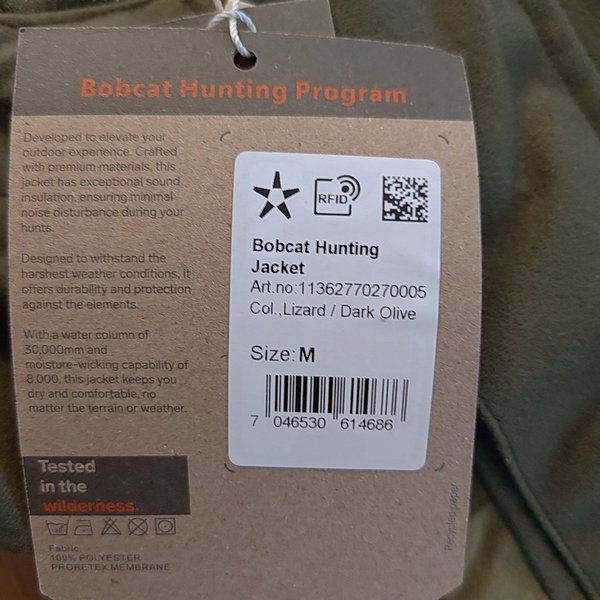 Bobcat Hunting Program
Developed to elevate your
outdoor experience. Crafted
with premium materials, this
jacket has exceptional sound
insulation, ensuring minimal
noise disturbance during your
hunts.
Designed to withstand the
harshest weather conditions, it
offers durability and protection
against the elements.
With a water column of
30,000mm and
moisture-wicking capability of
8,000, this jacket keeps you
dry and comfortable, no
matter the terrain or weather.
Tested
in the
wilderness.
Fabric:
100% POLYESTER
PRORETEX MEMBRANE
RFID
Bobcat Hunting
Jacket
Art.no:11362770270005
Col.,Lizard / Dark Olive
Size: M
7 046530 614686
Recycled paper